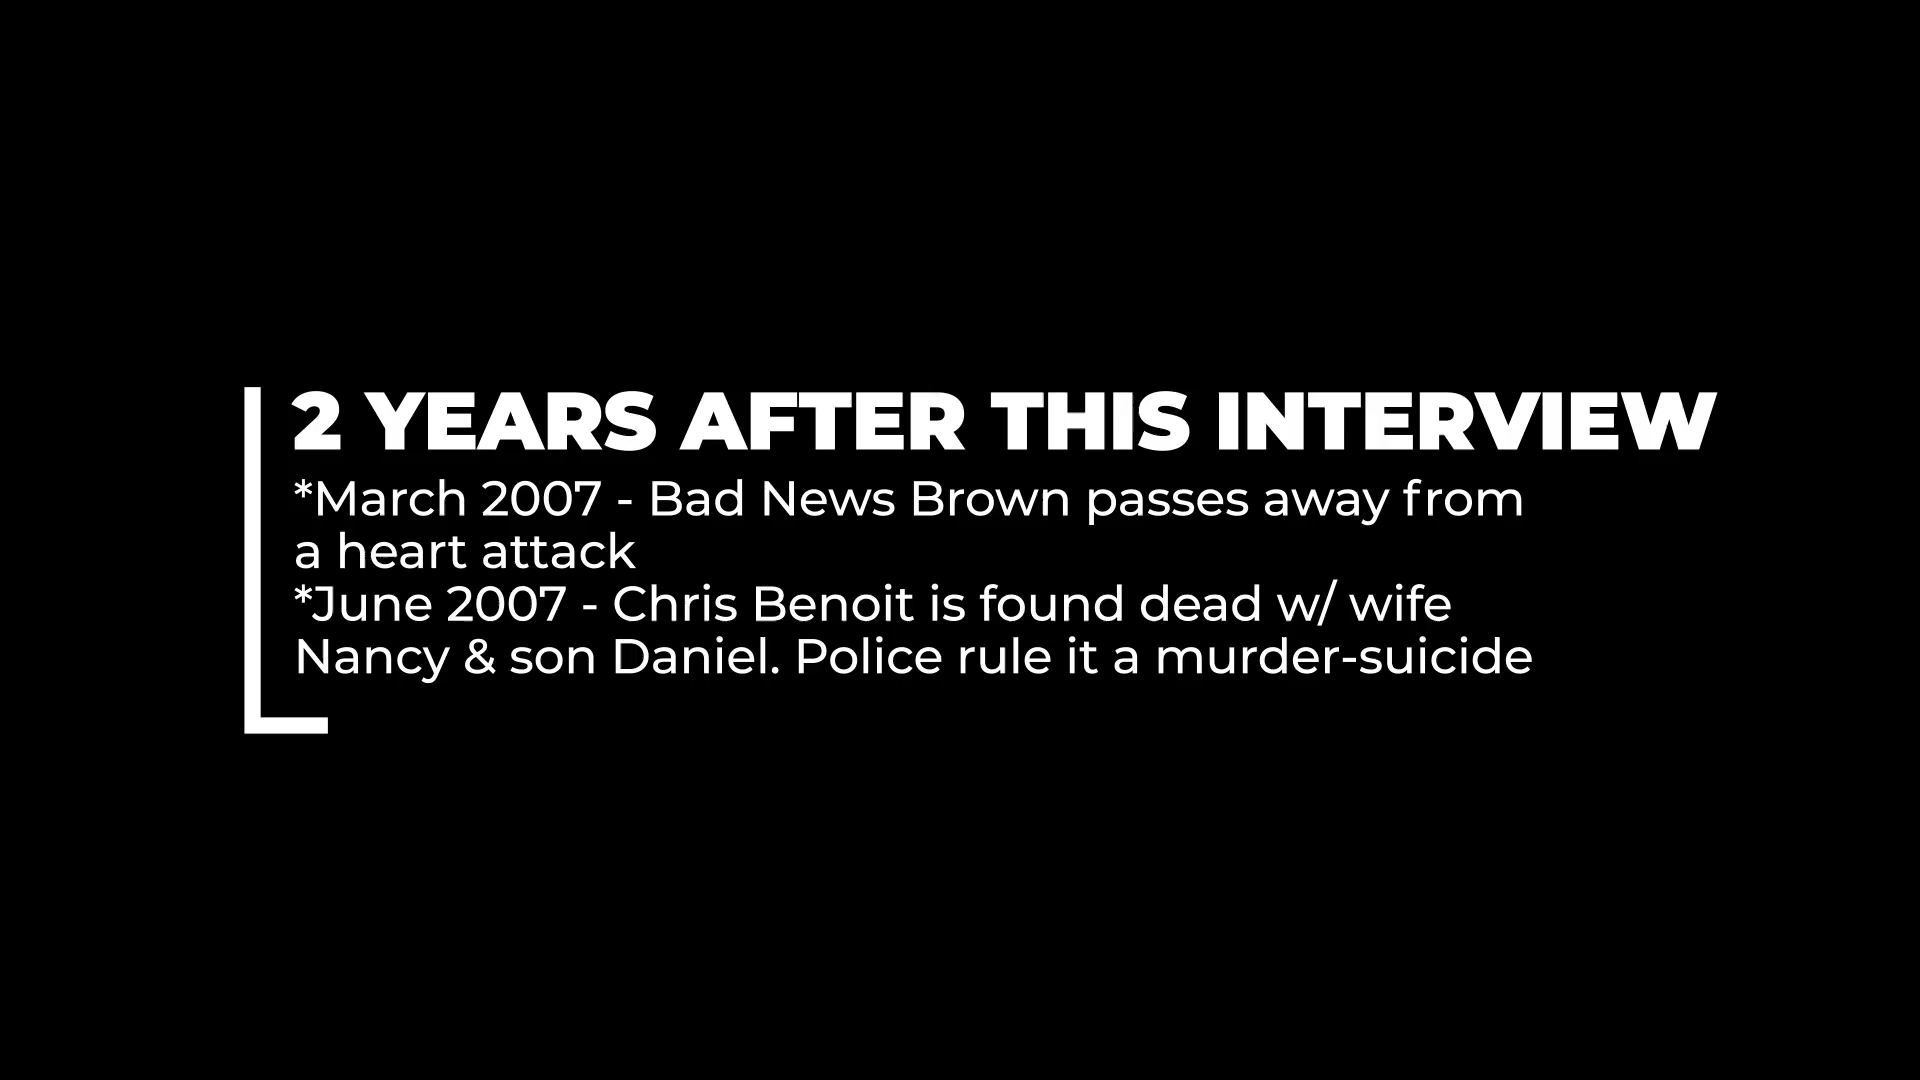 2 YEARS AFTER THIS INTERVIEW
*March 2007 - Bad News Brown passes away from
a heart attack
*June 2007 - Chris Benoit is found dead w/ wife
Nancy & son Daniel. Police rule it a murder-suicide